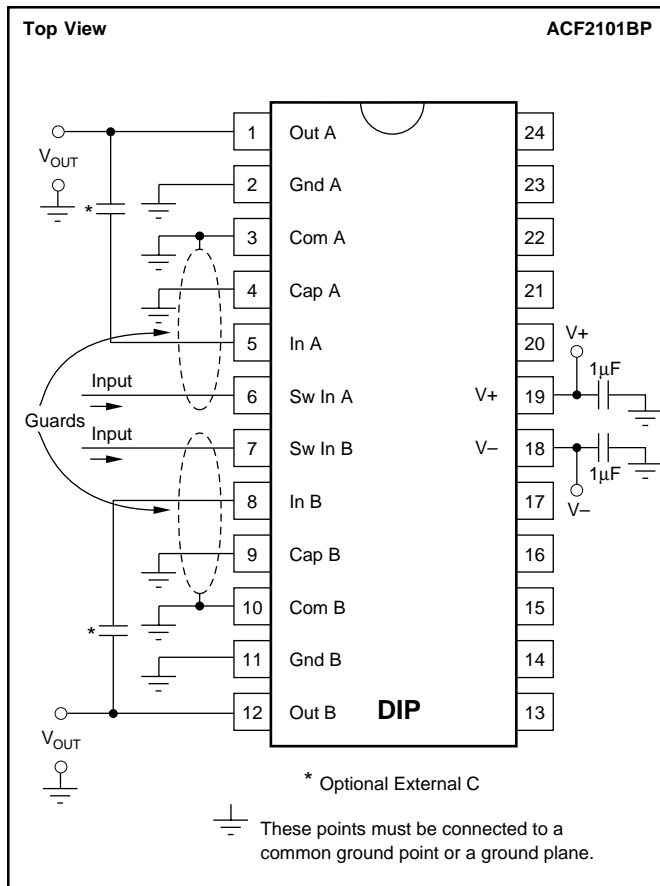 Top View
ACF2101BP
1 Out A 24
VOUT
2 Gnd A 23
*
3 Com A 22
4 Cap A 21
V+
5 In A 20
1µF
Input
6 Sw In A V+ 19
Guards
Input
7 Sw In B V– 18
1µF
8 In B 17
V–
9 Cap B 16
10 Com B 15
*
11 Gnd B 14
12 Out B DIP 13
VOUT
* Optional External C
These points must be connected to a
common ground point or a ground plane.